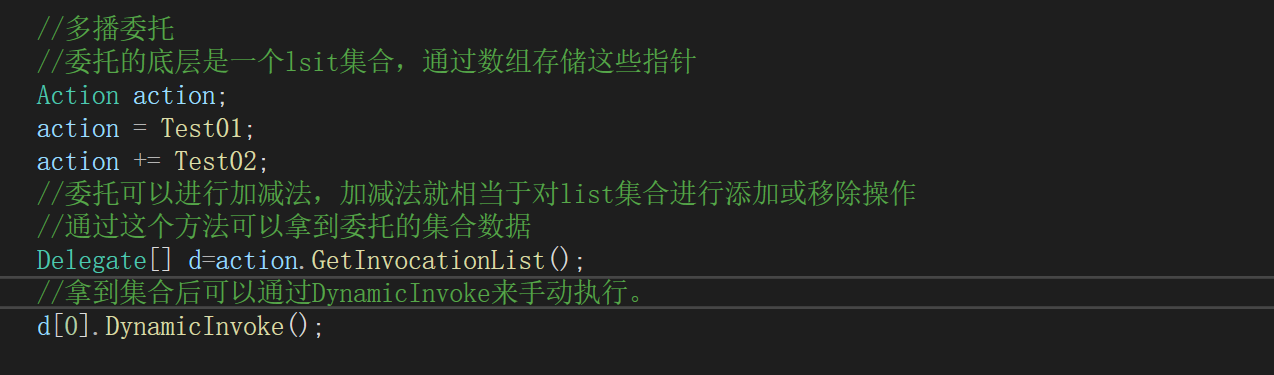 //多播委托
//委托的底层是一个lsit集合，通过数组存储这些指针
Action action;
action = Test01;
action += Test02;
//委托可以进行加减法，加减法就相当于对list集合进行添加或移除操作
//通过这个方法可以拿到委托的集合数据
Delegate[] d=action.GetInvocationList();
//拿到集合后可以通过DynamicInvoke来手动执行。
d[0].DynamicInvoke();